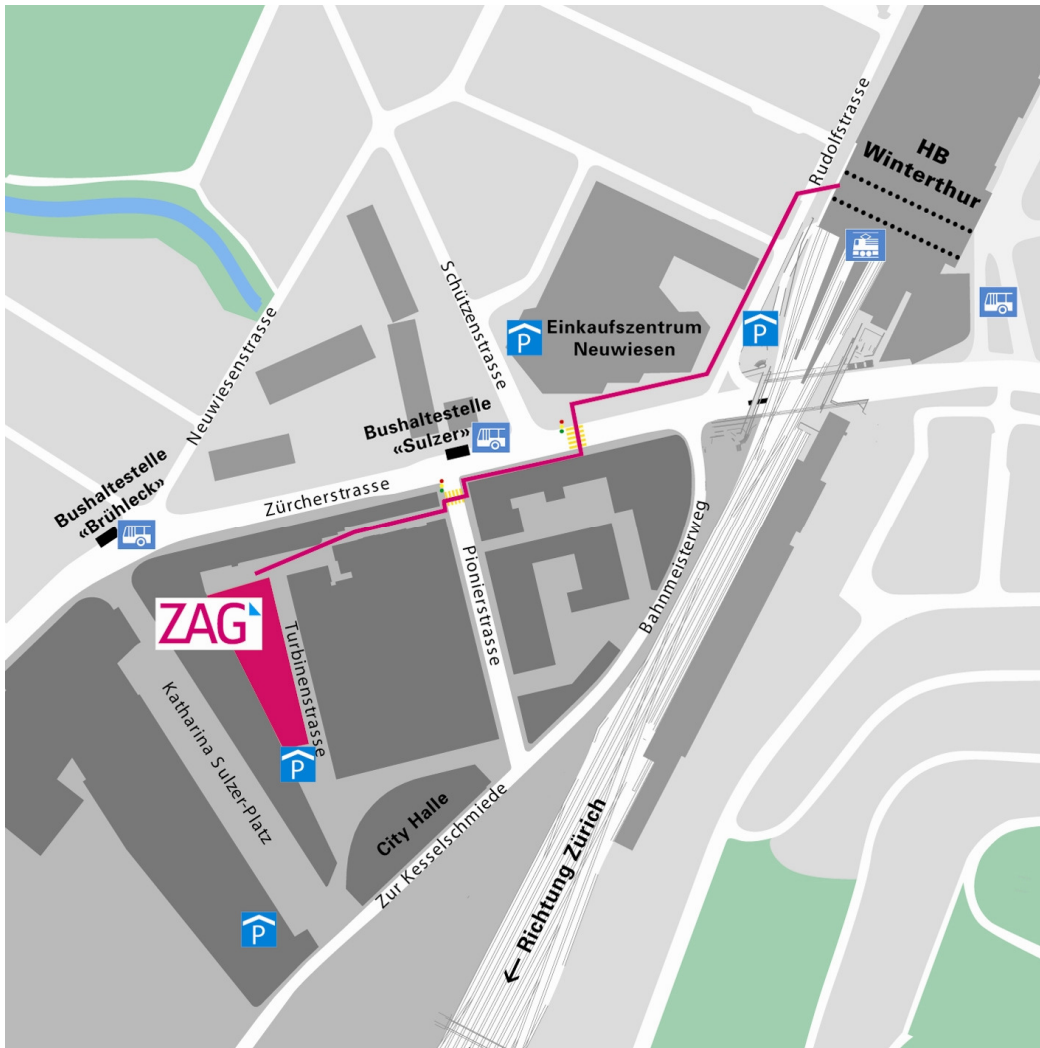 Rudolfstrasse
HB
Winterthur
Schützenstrasse
P
Einkaufszentrum
Neuwiesen
P
Neuwiesenstrasse
Bushaltestelle
«Sulzer»
Bushaltestelle
«Brühleck»
Zürcherstrasse
Pionierstrasse
Bahnmeisterweg
ZAG
Turbinenstrasse
Katharina Sulzer-Platz
P
City Halle
Zur Kesselschmiede
← Richtung Zürich
P